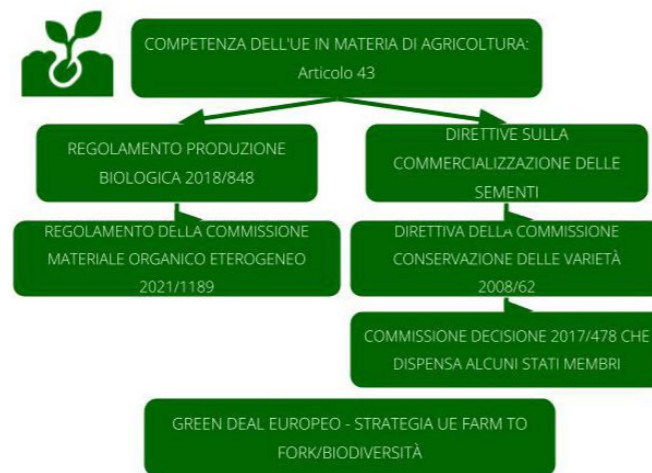 COMPETENZA DELL'UE IN MATERIA DI AGRICOLTURA:
Articolo 43
REGOLAMENTO PRODUZIONE
BIOLOGICA 2018/848
DIRETTIVE SULLA
COMMERCIALIZZAZIONE DELLE
SEMENTI
REGOLAMENTO DELLA COMMISSIONE
MATERIALE ORGANICO ETEROGENEO
2021/1189
DIRETTIVA DELLA COMMISSIONE
CONSERVAZIONE DELLE VARIETÀ
2008/62
COMMISSIONE DECISIONE 2017/478 CHE
DISPENSA ALCUNI STATI MEMBRI
GREEN DEAL EUROPEO - STRATEGIA UE FARM TO
FORK/BIODIVERSITÀ